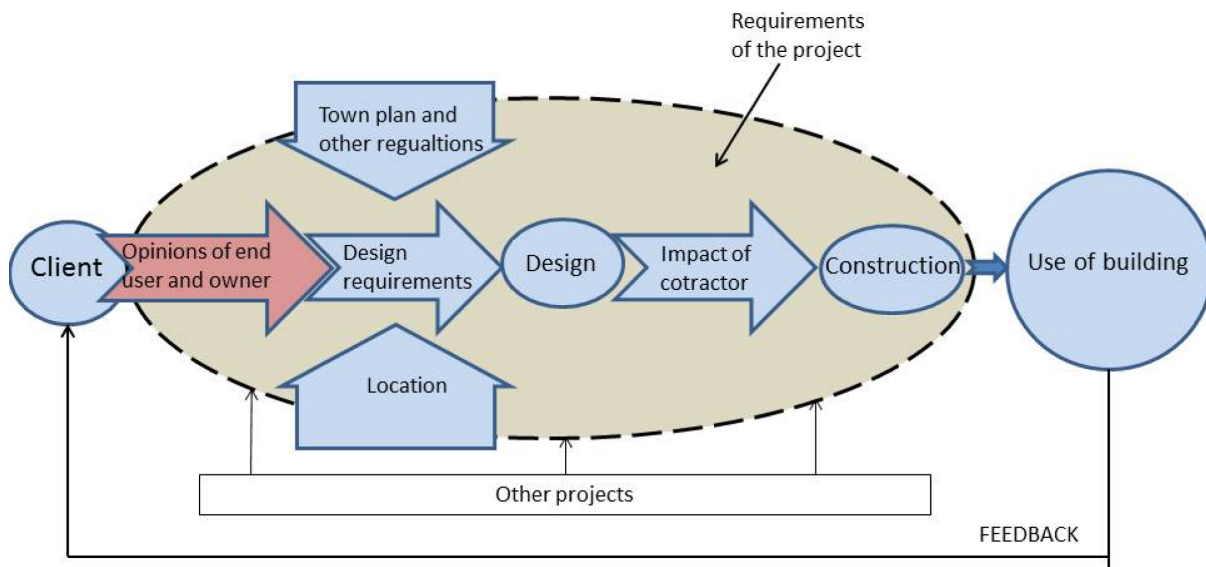 Requirements
of the project
Town plan and
other regualtions
Client
Opinions of end
user and owner
Design
requirements
Design
Impact of
cotractor
Construction
Use of building
Location
Other projects
FEEDBACK